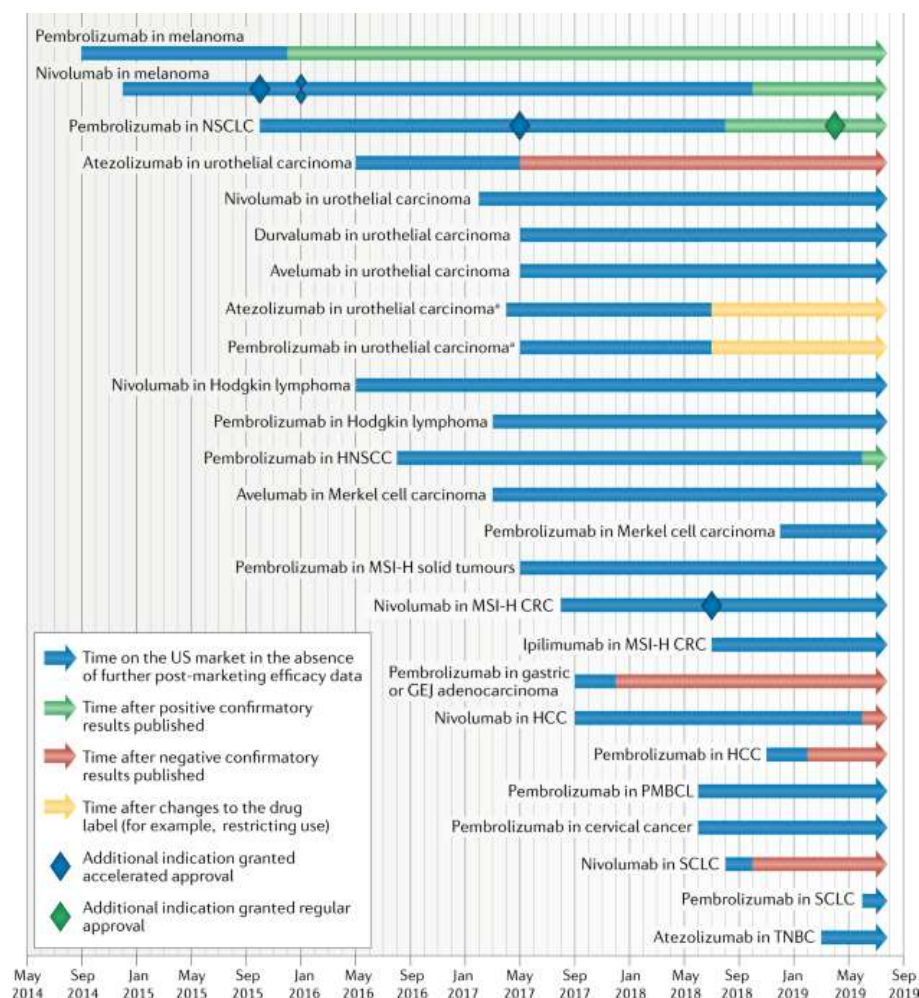 Pembrolizumab in melanoma
Nivolumab in melanoma
Pembrolizumab in NSCLC
Atezolizumab in urothelial carcinoma
Nivolumab in urothelial carcinoma
Durvalumab in urothelial carcinoma
Avelumab in urothelial carcinoma
Atezolizumab in urothelial carcinomaª
Pembrolizumab in urothelial carcinomaª
Nivolumab in Hodgkin lymphoma
Pembrolizumab in Hodgkin lymphoma
Pembrolizumab in HNSCC
Avelumab in Merkel cell carcinoma
Pembrolizumab in Merkel cell carcinoma
Pembrolizumab in MSI-H solid tumours
Nivolumab in MSI-H CRC
Ipilimumab in MSI-H CRC
Pembrolizumab in gastric
or GEJ adenocarcinoma
Nivolumab in HCC
Pembrolizumab in HCC
Pembrolizumab in PMBCL
Pembrolizumab in cervical cancer
Nivolumab in SCLC
Pembrolizumab in SCLC
Atezolizumab in TNBC
Time on the US market in the absence
of further post-marketing efficacy data
Time after positive confirmatory
results published
Time after negative confirmatory
results published
Time after changes to the drug
label (for example, restricting use)
Additional indication granted
accelerated approval
Additional indication granted regular
approval
May Sep Jan May Sep Jan May Sep Jan May Sep Jan May Sep Jan May Sep
2014 2014 2015 2015 2015 2016 2016 2016 2017 2017 2017 2018 2018 2018 2019 2019 2019